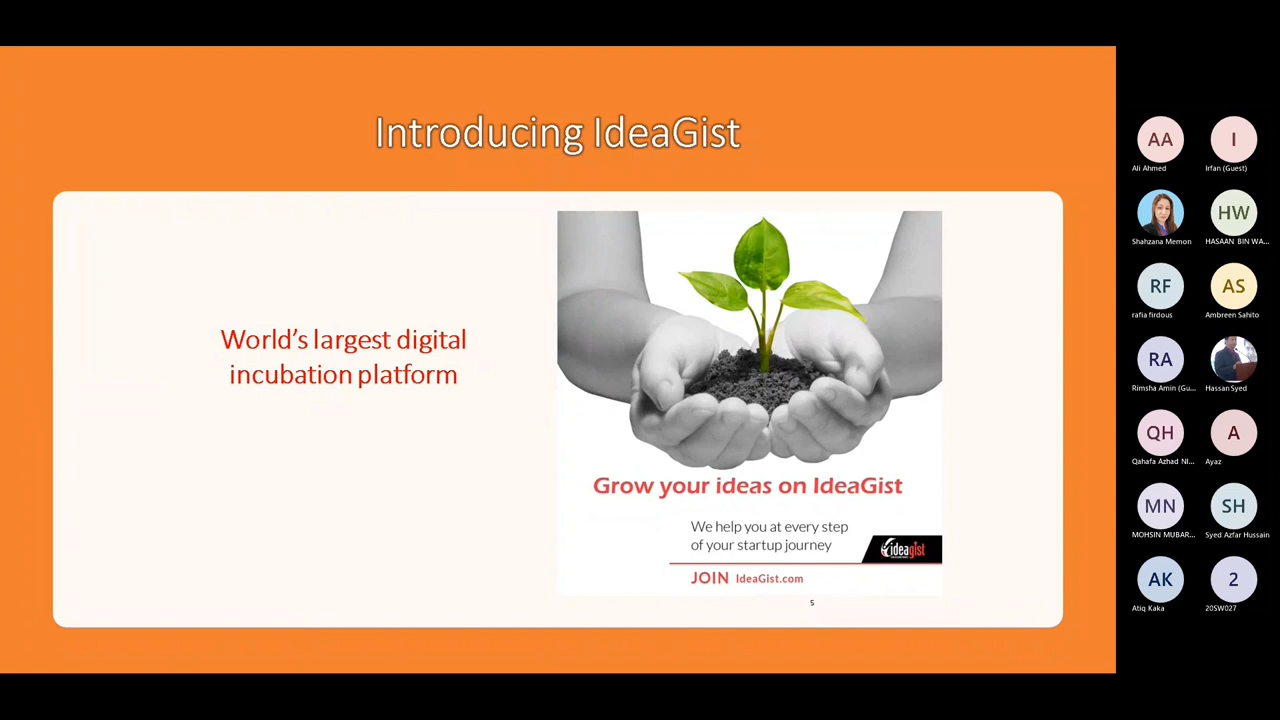 Introducing IdeaGist
World's largest digital
incubation platform
Grow your ideas on IdeaGist
We help you at every step
of your startup journey
ideagist
JOIN IdeaGist.com
5
AA
I
Ali Ahmed
Irfan (Guest)
HW
Shahzana Memon
HASAAN BIN WA...
RF
AS
rafia firdous
Ambreen Sahito
RA
Rimsha Amin (Gu...
Hassan Syed
QH
A
Qahafa Azhad NI...
Ayaz
MN
SH
MOHSIN MUBAR...
Syed Azfar Hussain
AK
2
Atiq Kaka
20SW027